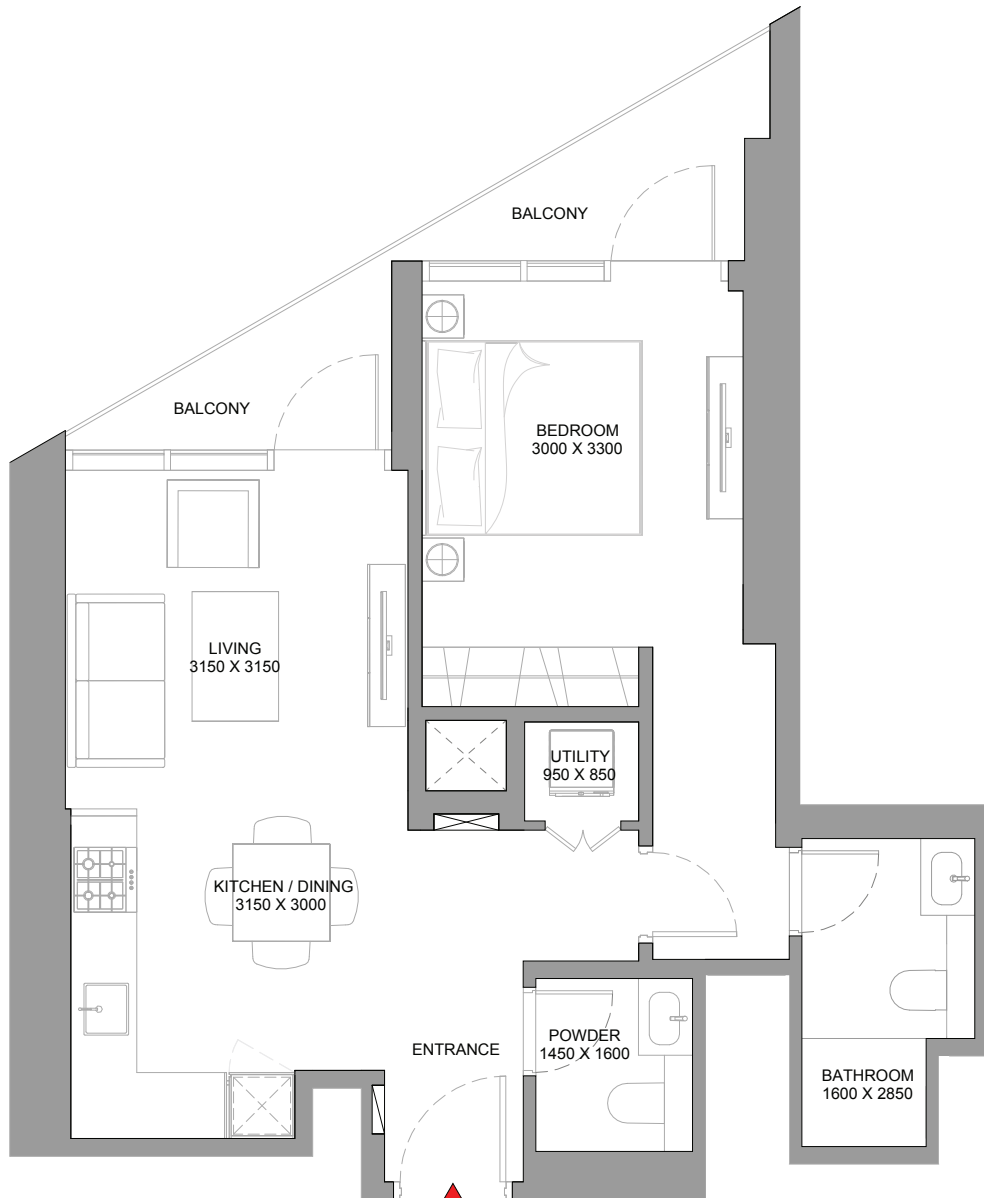 BALCONY
BALCONY
BEDROOM
3000 X 3300
LIVING
3150 X 3150
UTILITY
950 X 850
KITCHEN / DINING
3150 X 3000
ENTRANCE
POWDER
1450 X 1600
BATHROOM
1600 X 2850